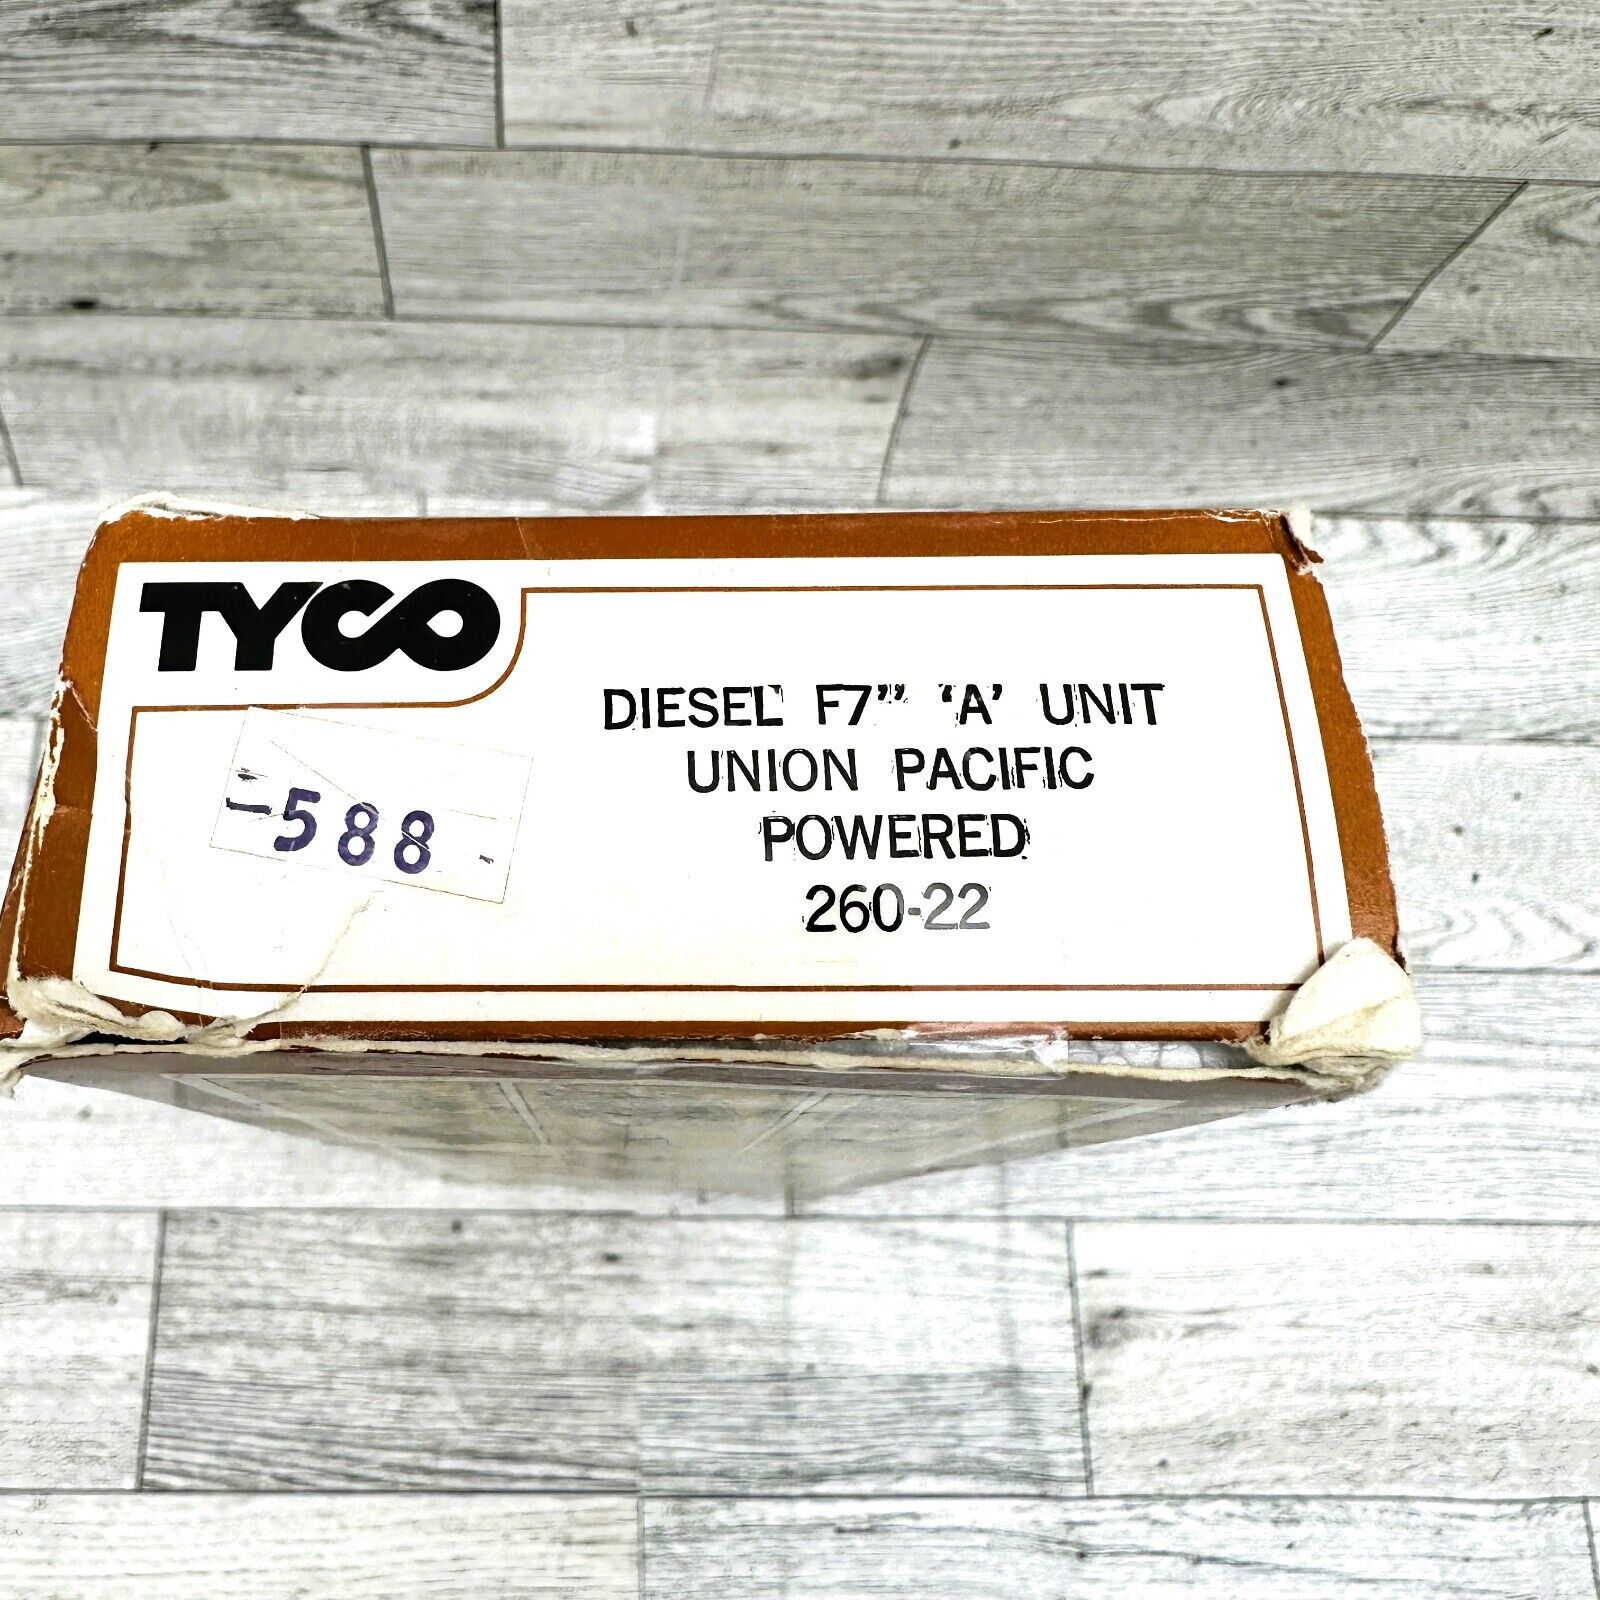 TYCO
DIESEL F7" 'A' UNIT
UNION PACIFIC
POWERED
260-22
-588